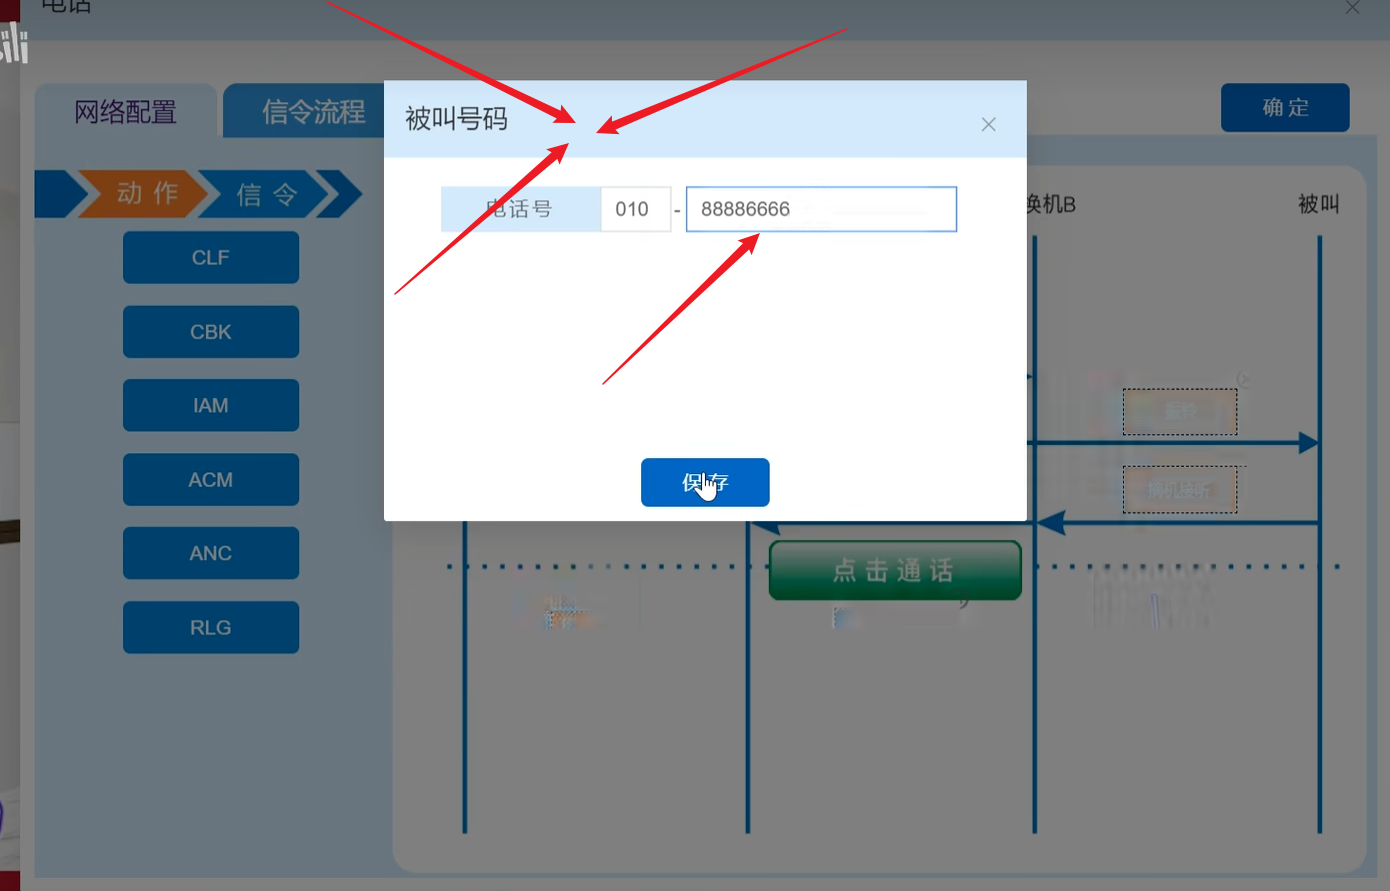 电话
网络配置
信令流程
确定
动作
信令
CLF
CBK
IAM
ACM
ANC
RLG
被叫号码
电话号
010
-
88886666
保存
换机B
被叫
点击通话